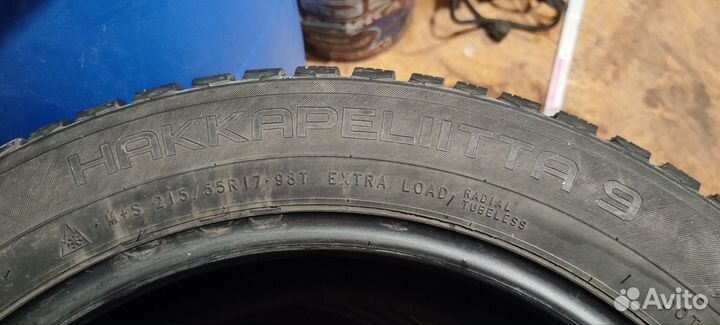 HAKKAPELIITTA 9
M+S 215/55R17 98T EXTRA LOAD/ RADIAL
TUBELESS
Avito